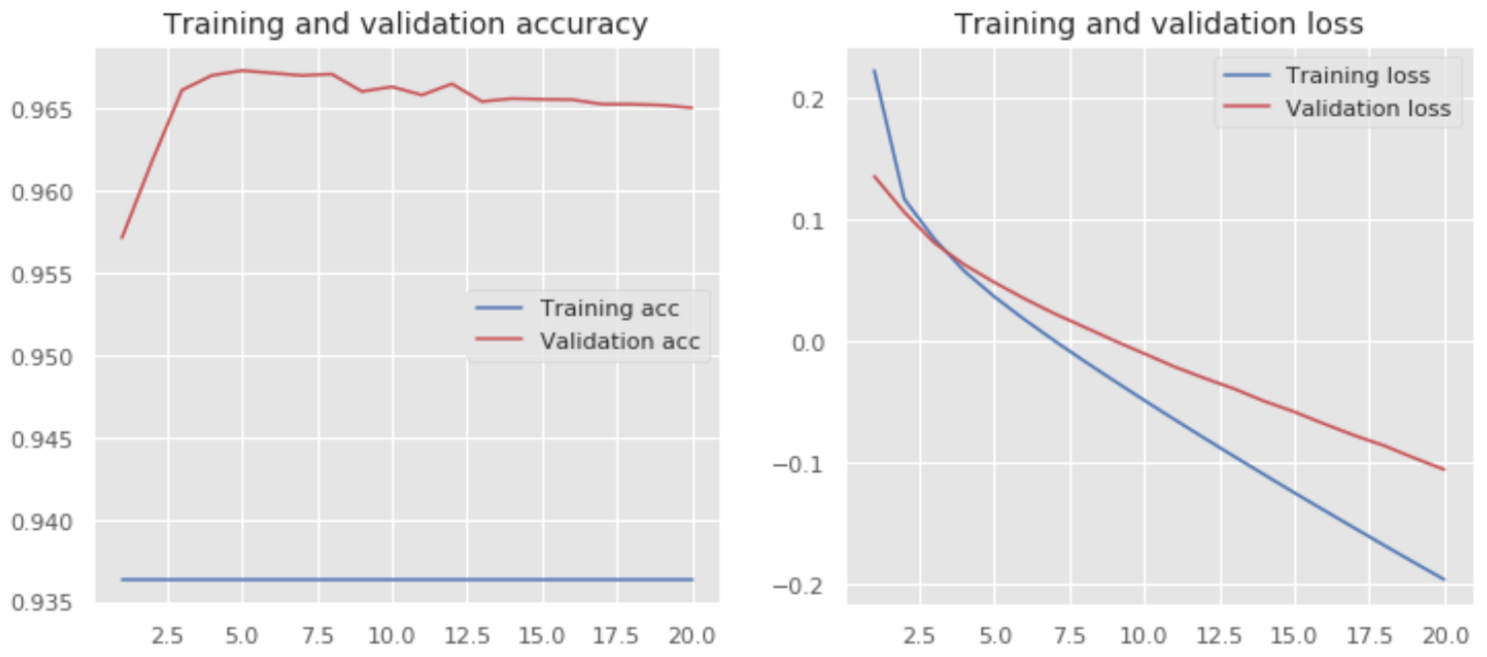 Training and validation accuracy
0.965
0.960
0.955
0.950
0.945
0.940
0.935
Training acc
Validation acc
2.5 5.0 7.5 10.0 12.5 15.0 17.5 20.0
Training and validation loss
0.2
0.1
0.0
−0.1
−0.2
Training loss
Validation loss
2.5 5.0 7.5 10.0 12.5 15.0 17.5 20.0